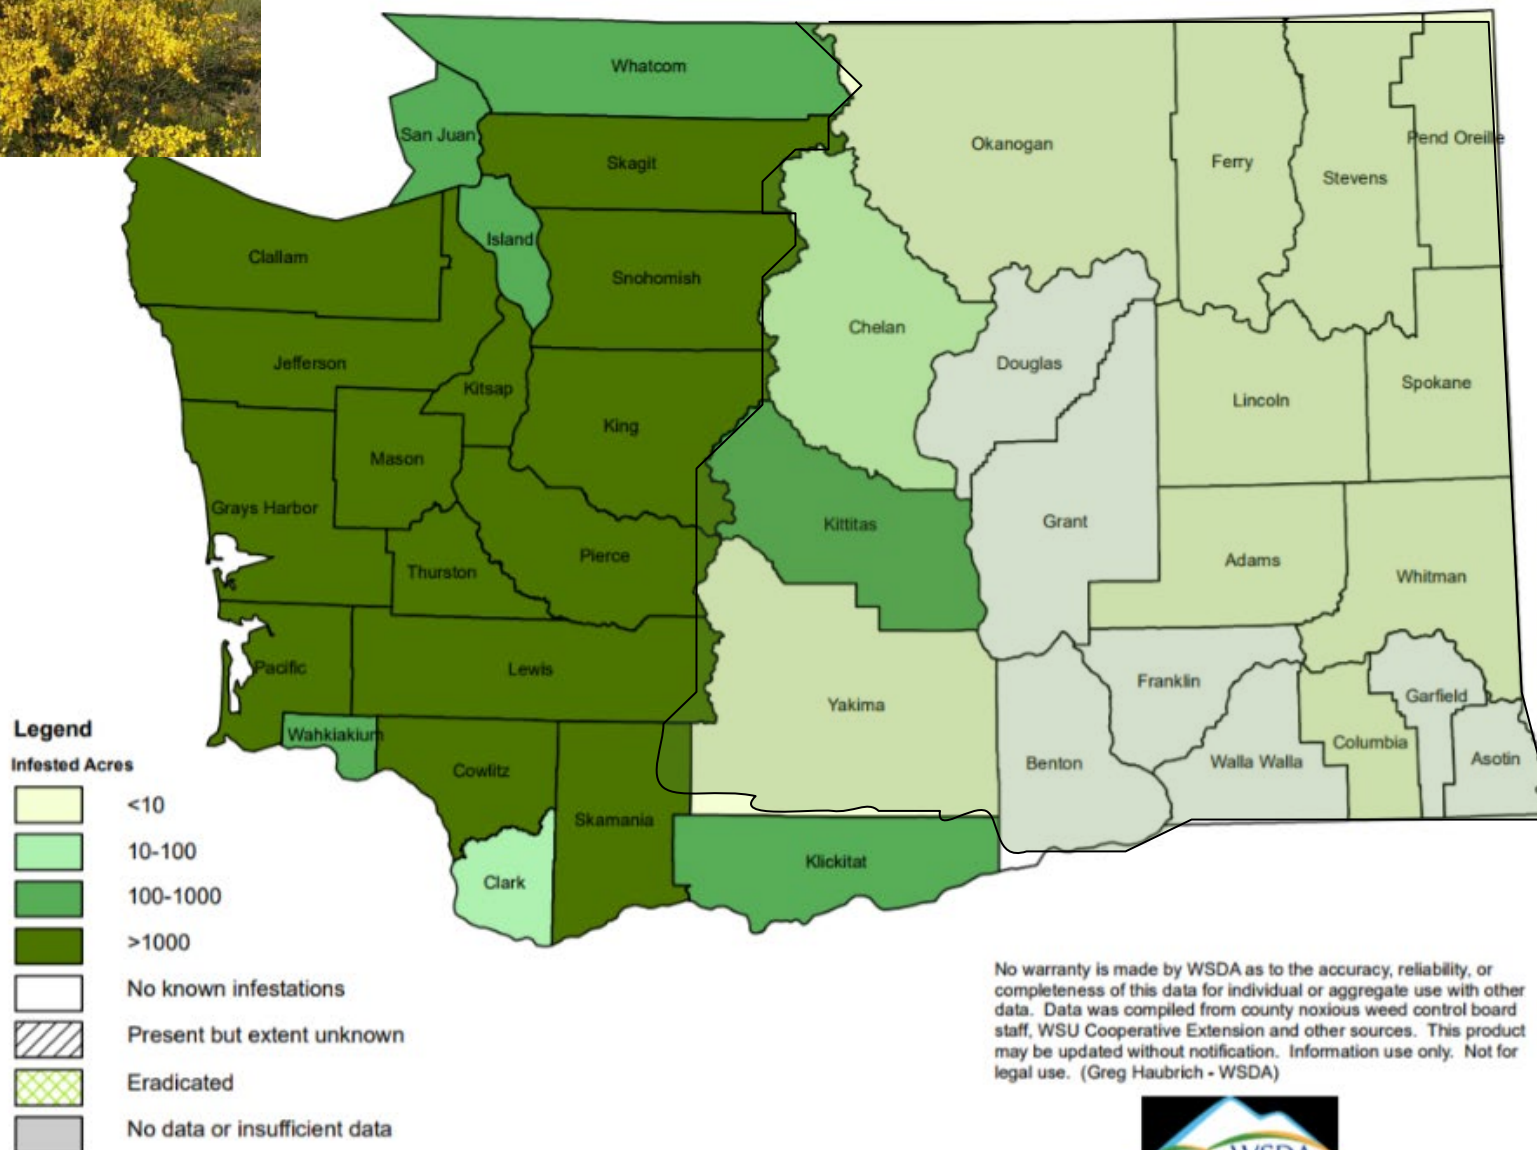 Whatcom
San Juan
Skagit
Okanogan
Ferry
Stevens
Pend Oreille
Island
Clallam
Snohomish
Chelan
Jefferson
Kitsap
Douglas
Lincoln
Spokane
King
Mason
Grays Harbor
Kittitas
Grant
Adams
Whitman
Thurston
Pierce
Pacific
Lewis
Yakima
Franklin
Garfield
Wahkiakium
Cowlitz
Benton
Walla Walla
Columbia
Asotin
Skamania
Clark
Klickitat
Legend
Infested Acres
<10
10-100
100-1000
>1000
No known infestations
Present but extent unknown
Eradicated
No data or insufficient data
No warranty is made by WSDA as to the accuracy, reliability, or
completeness of this data for individual or aggregate use with other
data. Data was compiled from county noxious weed control board
staff, WSU Cooperative Extension and other sources. This product
may be updated without notification. Information use only. Not for
legal use. (Greg Haubrich - WSDA)
WSDA